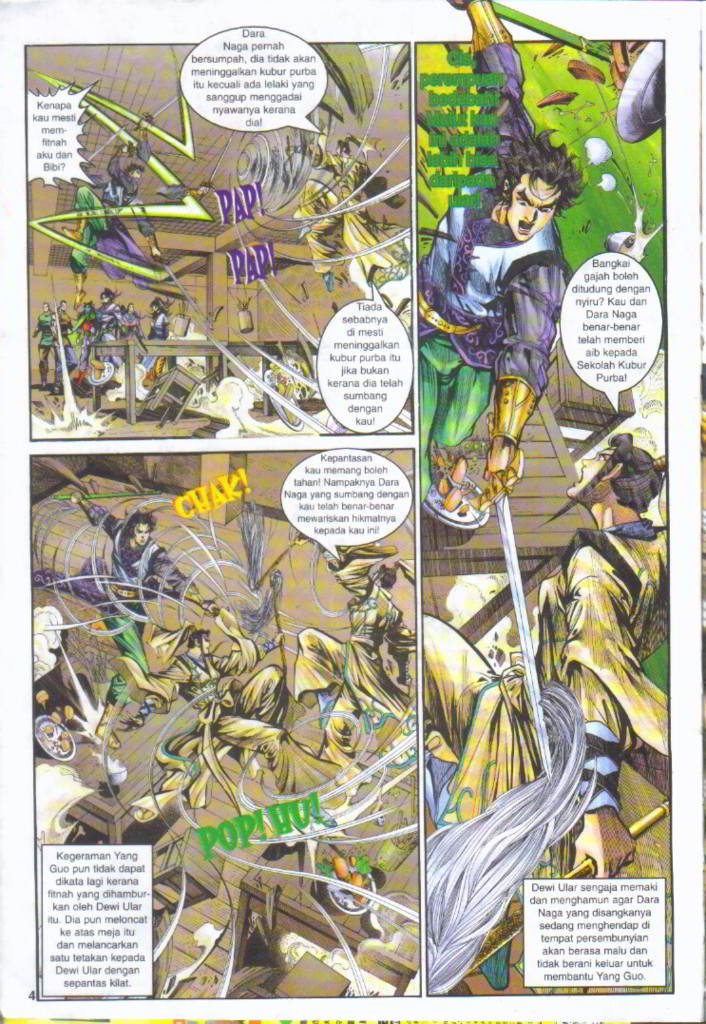 Dara
Naga pernah
bersumpah, dia tidak akan
meninggalkan kubur purba
itu kecuali ada lelaki yang
sanggup menggadai
nyawanya kerana
dia!
Kenapa
kau mesti
mem-
fitnah
aku dan
Bibi?
PAP!
PAP!
Tiada
sebabnya
di mesti
meninggalkan
kubur purba itu
jika bukan
kerana dia telah
sumbang
dengan
kau!
Kepantasan
kau memang boleh
tahan! Nampaknya Dara
Naga yang sumbang dengan
kau telah benar-benar
mewariskan hikmatnya
kepada kau ini!
CHAK!
POP! HU!
Kegeraman Yang
Guo pun tidak dapat
dikata lagi kerana
fitnah yang dihambur-
kan oleh Dewi Ular
itu. Dia pun meloncat
ke atas meja itu
dan melancarkan
satu tetakan kepada
Dewi Ular dengan
sepantas kilat.
perempuan
daripada
Bangkai
gajah boleh
ditudung dengan
nyiru? Kau dan
Dara Naga
benar-benar
telah memberi
aib kepada
Sekolah Kubur
Purba!
Dewi Ular sengaja memaki
dan menghamun agar Dara
Naga yang disangkanya
sedang menghendap di
tempat persembunyian
akan berasa malu dan
tidak berani keluar untuk
membantu Yang Guo.
4